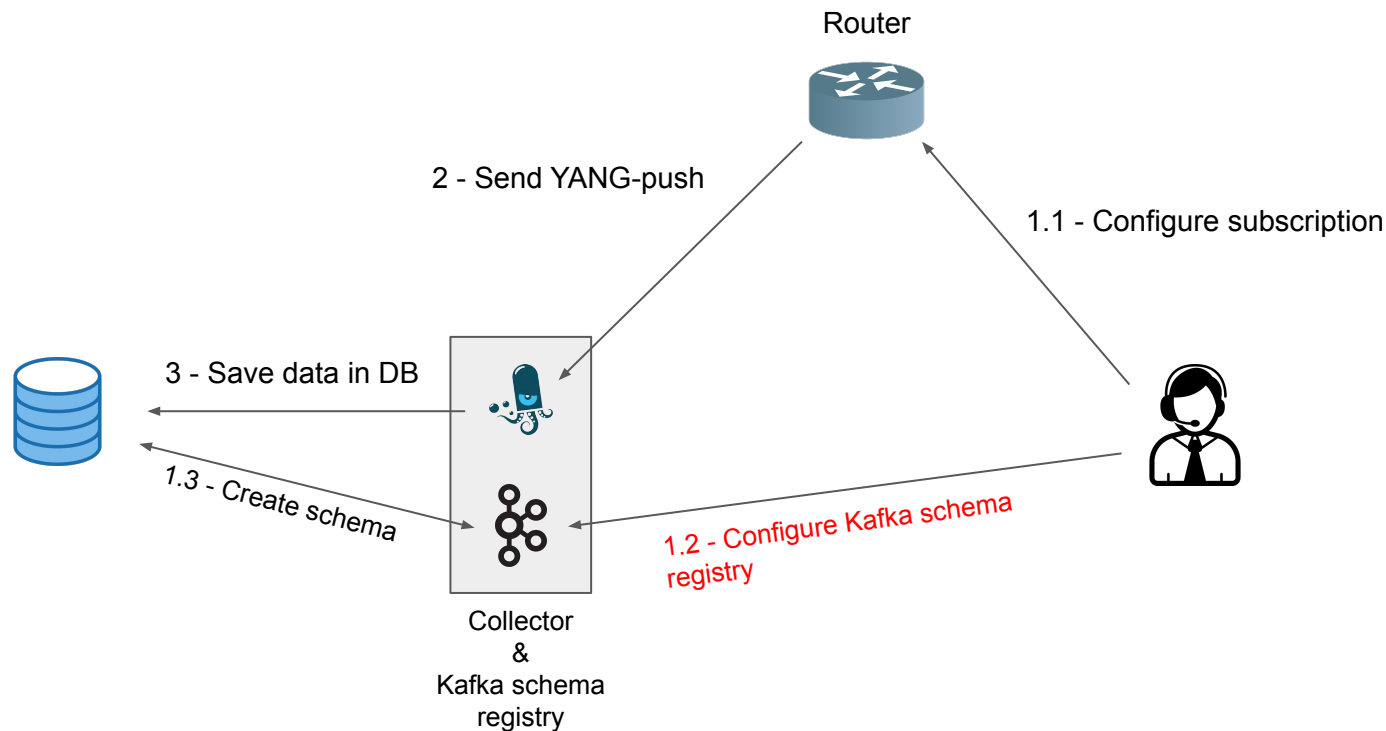 Router
2 - Send YANG-push
1.1 - Configure subscription
3 - Save data in DB
1.3 - Create schema
1.2 - Configure Kafka schema
registry
Collector
&
Kafka schema
registry